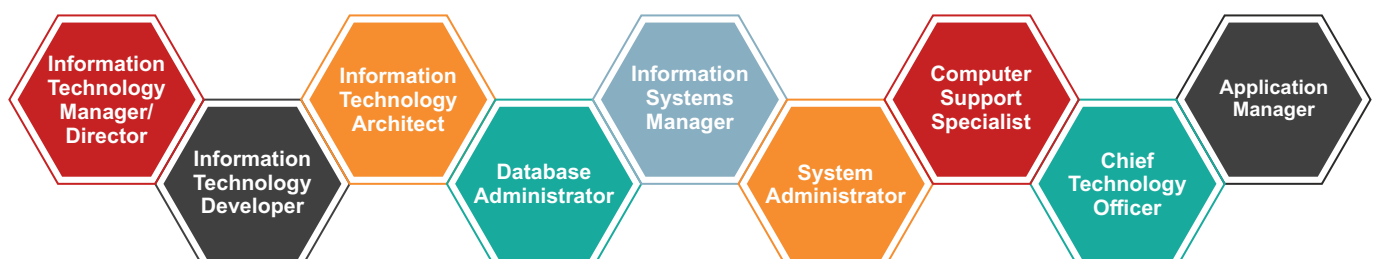 Information
Technology
Manager/
Director
Information
Technology
Developer
Information
Technology
Architect
Database
Administrator
Information
Systems
Manager
System
Administrator
Computer
Support
Specialist
Chief
Technology
Officer
Application
Manager